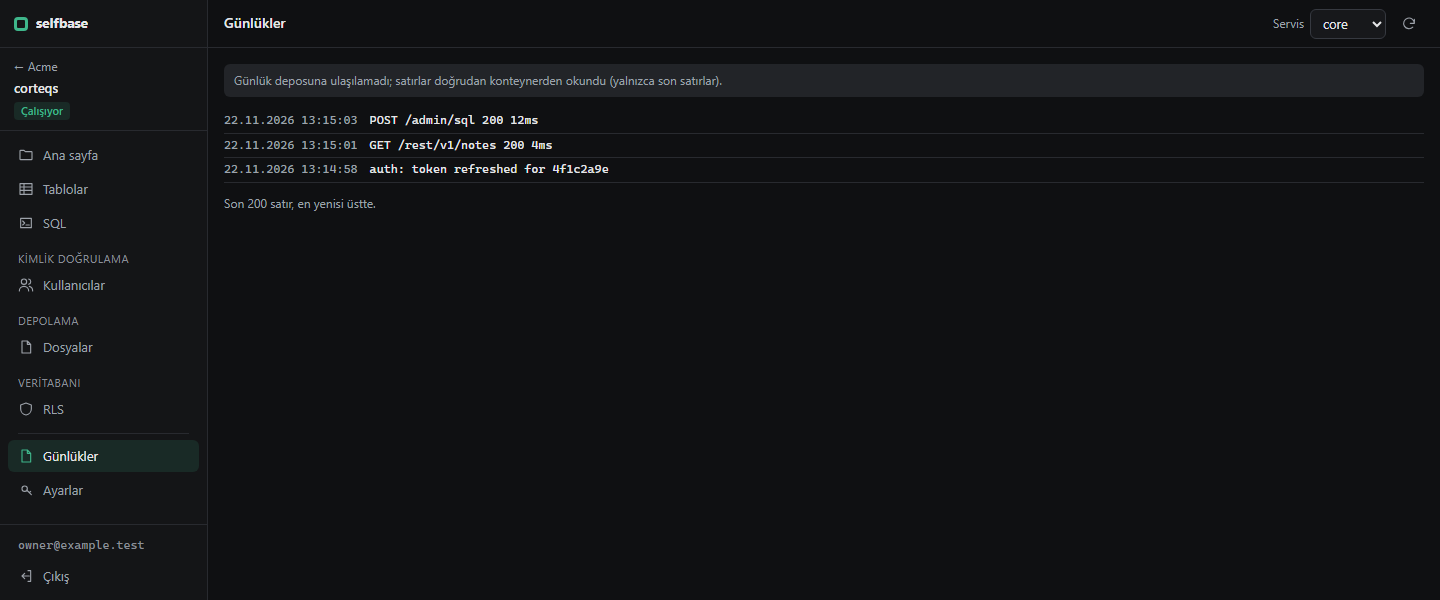 selfbase
Günlükler
Servis
core
← Acme
corteqs
Çalışıyor
Ana sayfa
Tablolar
SQL
KİMLİK DOĞRULAMA
Kullanıcılar
DEPOLAMA
Dosyalar
VERİTABANI
RLS
Günlükler
Ayarlar
owner@example.test
Çıkış
Günlük deposuna ulaşılamadı; satırlar doğrudan konteynerden okundu (yalnızca son satırlar).
22.11.2026 13:15:03 POST /admin/sql 200 12ms
22.11.2026 13:15:01 GET /rest/v1/notes 200 4ms
22.11.2026 13:14:58 auth: token refreshed for 4f1c2a9e
Son 200 satır, en yenisi üstte.